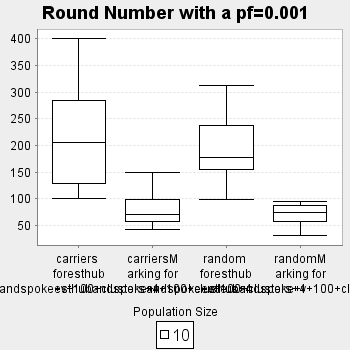 Round Number with a pf=0.001
400
350
300
250
200
150
100
50
carriers
foresthub
carriersM
arking for
random
foresthub
randomM
arking for
Population Size
10